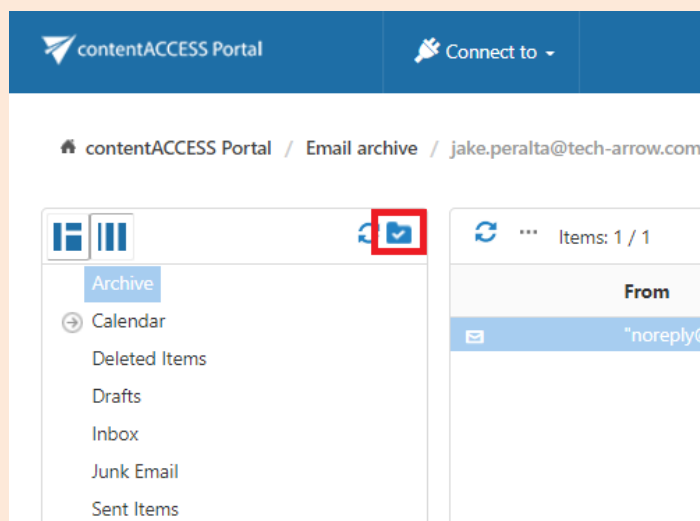 contentACCESS Portal
Connect to
contentACCESS Portal / Email archive / jake.peralta@tech-arrow.com
Items: 1 / 1
Archive
From
Calendar
"noreply@
Deleted Items
Drafts
Inbox
Junk Email
Sent Items